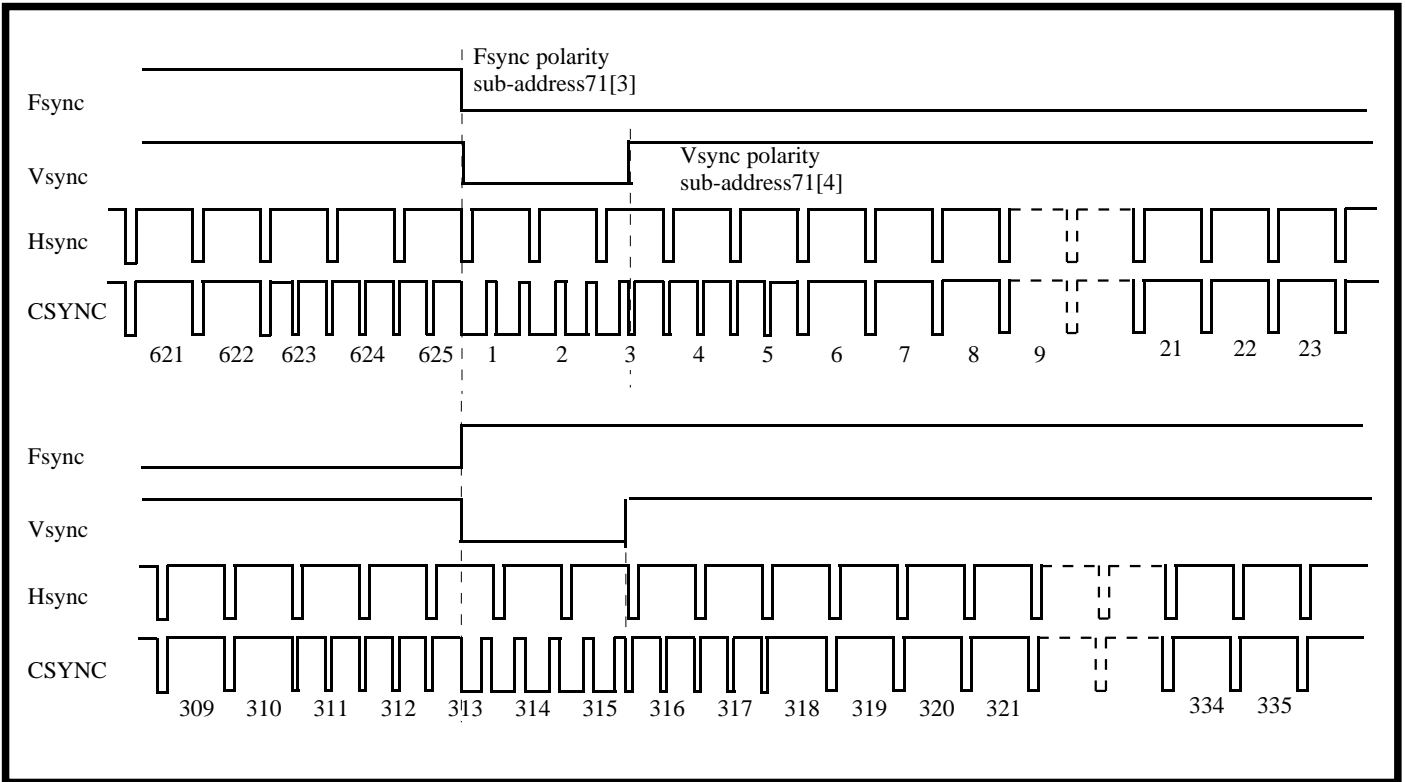 Fsync polarity
sub-address71[3]
Fsync
Vsync polarity
sub-address71[4]
Vsync
Hsync
CSYNC
621 622 623 624 625 1 2 3 4 5 6 7 8 9 21 22 23
Fsync
Vsync
Hsync
CSYNC
309 310 311 312 313 314 315 316 317 318 319 320 321 334 335